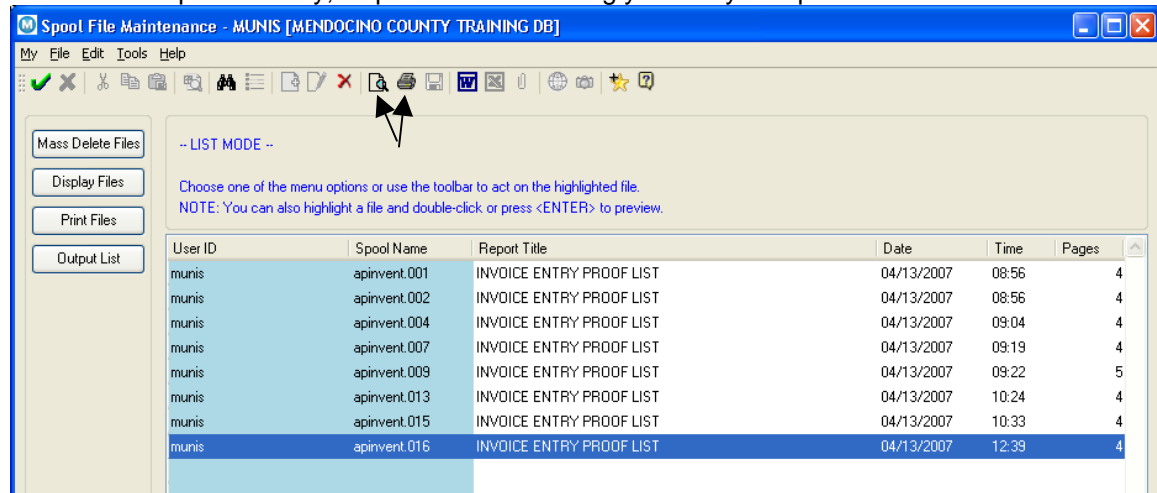 Spool File Maintenance - MUNIS [MENDOCINO COUNTY TRAINING DB]
My File Edit Tools Help
Mass Delete Files
Display Files
Print Files
Output List
-- LIST MODE --
Choose one of the menu options or use the toolbar to act on the highlighted file.
NOTE: You can also highlight a file and double-click or press <ENTER> to preview.
User ID Spool Name Report Title Date Time Pages
munis apinvent.001 INVOICE ENTRY PROOF LIST 04/13/2007 08:56 4
munis apinvent.002 INVOICE ENTRY PROOF LIST 04/13/2007 08:56 4
munis apinvent.004 INVOICE ENTRY PROOF LIST 04/13/2007 09:04 4
munis apinvent.007 INVOICE ENTRY PROOF LIST 04/13/2007 09:19 4
munis apinvent.009 INVOICE ENTRY PROOF LIST 04/13/2007 09:22 5
munis apinvent.013 INVOICE ENTRY PROOF LIST 04/13/2007 10:24 4
munis apinvent.015 INVOICE ENTRY PROOF LIST 04/13/2007 10:33 4
munis apinvent.016 INVOICE ENTRY PROOF LIST 04/13/2007 12:39 4